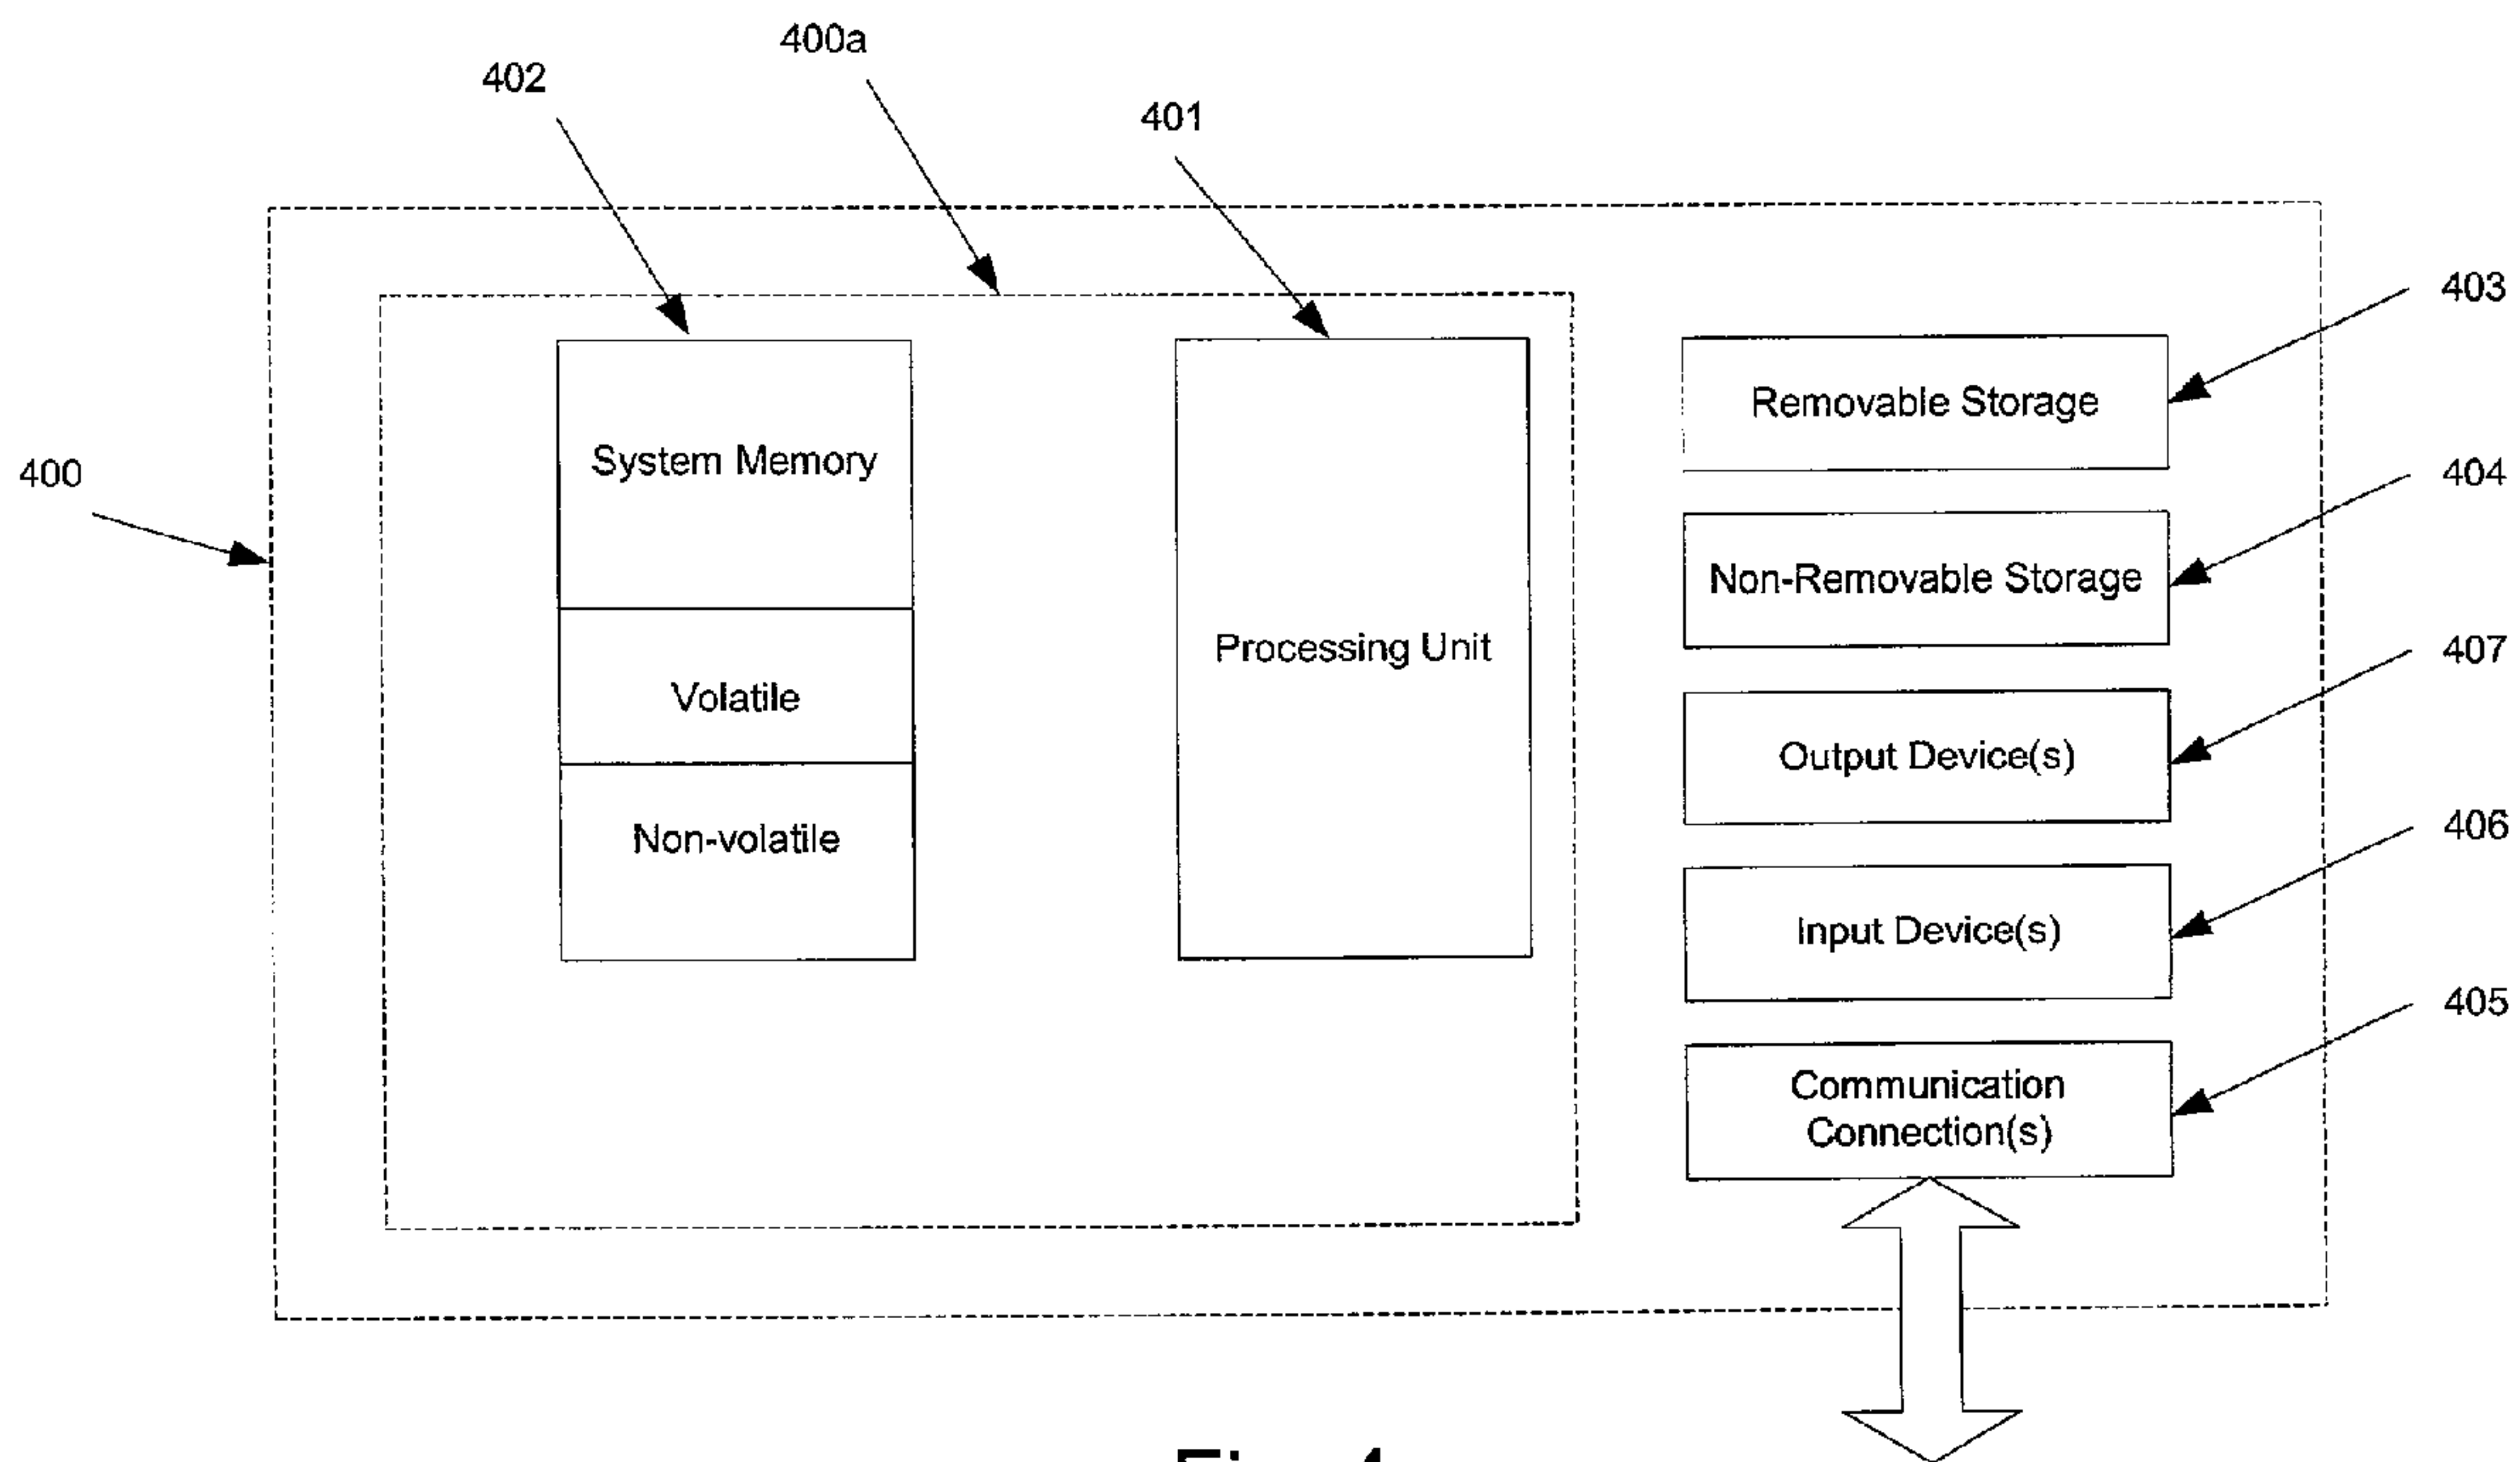 400a
402
401
403
Removable Storage
System Memory
400
404
Non-Removable Storage
Processing Unit
407
Volatile
Output Device(s)
406
Non-volatile
Input Device(s)
405
Communication
Connection(s)